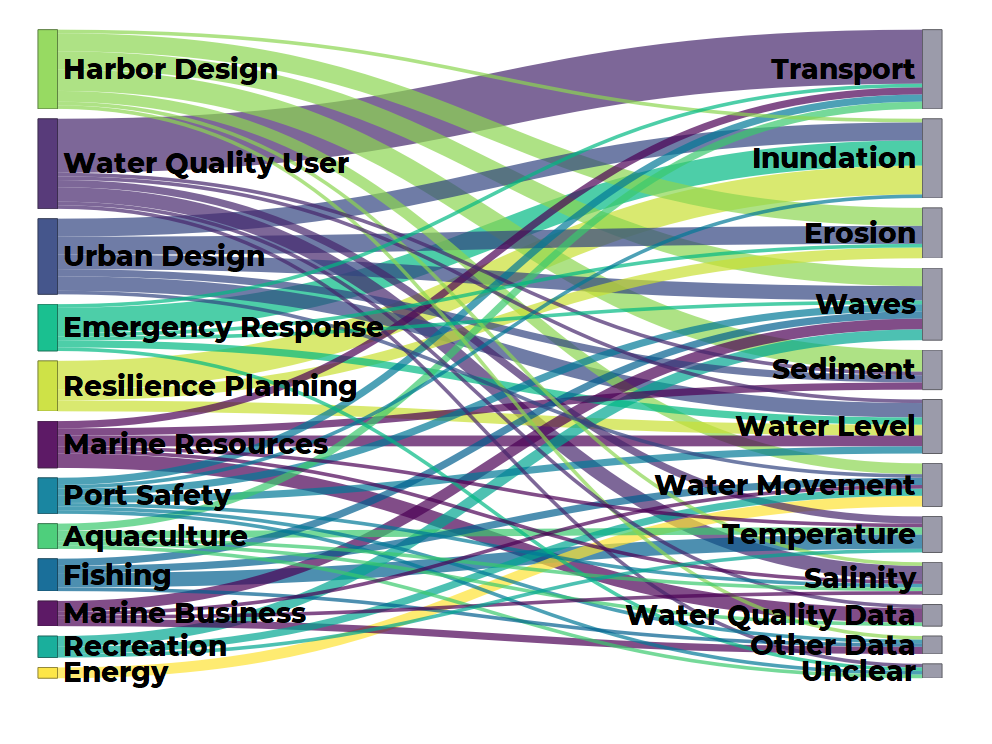 Harbor Design
Water Quality User
Urban Design
Emergency Response
Resilience Planning
Marine Resources
Port Safety
Aquaculture
Fishing
Marine Business
Recreation
Energy
Transport
Inundation
Erosion
Waves
Sediment
Water Level
Water Movement
Temperature
Salinity
Water Quality Data
Other Data
Unclear